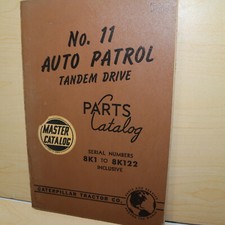 No. 11
AUTO PATROL
TANDEM DRIVE
PARTS
Catalog
MASTER
CATALOG
SERIAL NUMBERS
8K1 TO 8K122
INCLUSIVE
CATERPILLAR TRACTOR CO.